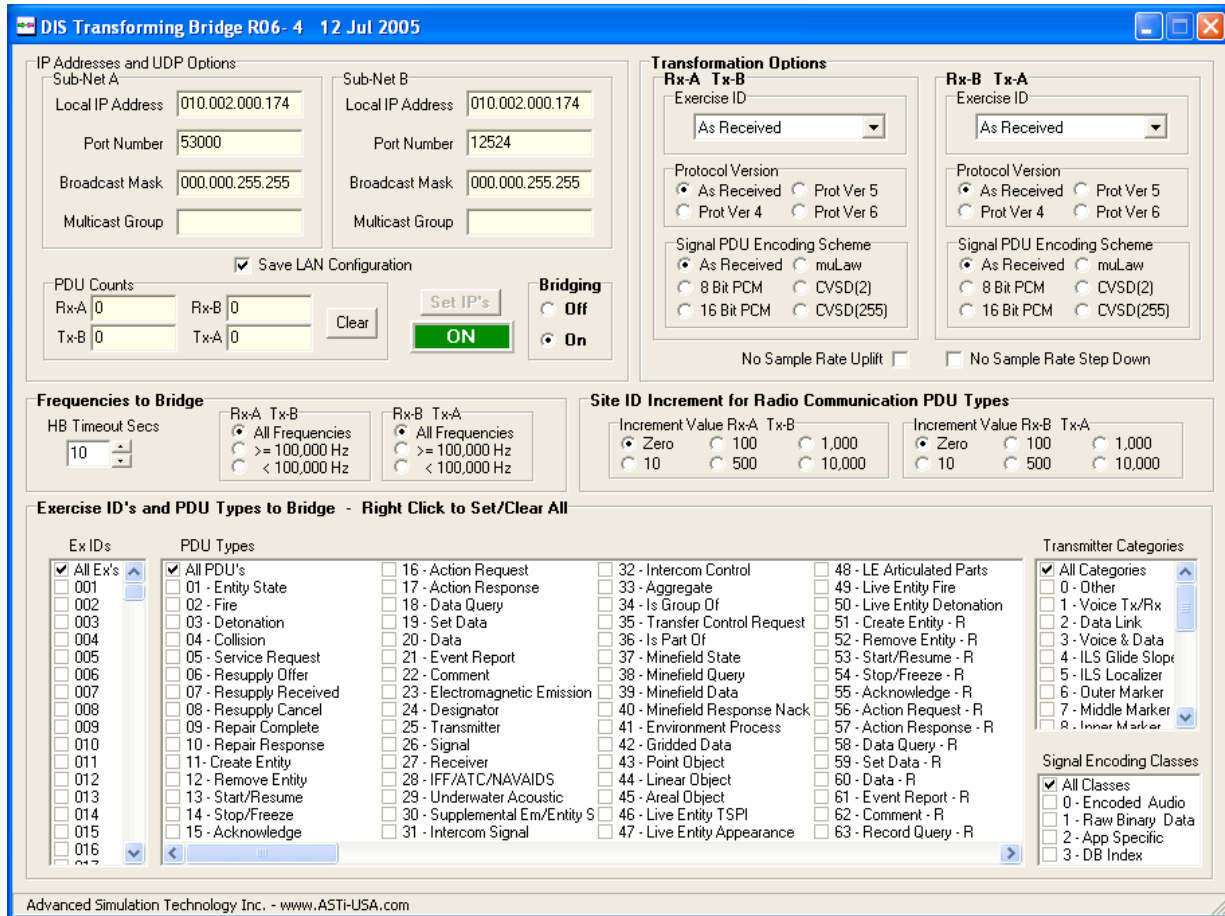 DIS Transforming Bridge R06- 4   12 Jul 2005
IP Addresses and UDP Options
Sub-Net A
Local IP Address 010.002.000.174
Port Number 53000
Broadcast Mask 000.000.255.255
Multicast Group
Sub-Net B
Local IP Address 010.002.000.174
Port Number 12524
Broadcast Mask 000.000.255.255
Multicast Group
Save LAN Configuration
PDU Counts
Rx-A 0 Rx-B 0
Tx-B 0 Tx-A 0
Clear
Set IP's
ON
Bridging
Off
On
Transformation Options
Rx-A Tx-B
Exercise ID
As Received
Protocol Version
As Received Prot Ver 5
Prot Ver 4 Prot Ver 6
Signal PDU Encoding Scheme
As Received muLaw
8 Bit PCM CVSD(2)
16 Bit PCM CVSD(255)
No Sample Rate Uplift
Rx-B Tx-A
Exercise ID
As Received
Protocol Version
As Received Prot Ver 5
Prot Ver 4 Prot Ver 6
Signal PDU Encoding Scheme
As Received muLaw
8 Bit PCM CVSD(2)
16 Bit PCM CVSD(255)
No Sample Rate Step Down
Frequencies to Bridge
HB Timeout Secs
10
Rx-A Tx-B
All Frequencies
>= 100,000 Hz
< 100,000 Hz
Rx-B Tx-A
All Frequencies
>= 100,000 Hz
< 100,000 Hz
Site ID Increment for Radio Communication PDU Types
Increment Value Rx-A Tx-B
Zero 100 1,000
10 500 10,000
Increment Value Rx-B Tx-A
Zero 100 1,000
10 500 10,000
Exercise ID's and PDU Types to Bridge - Right Click to Set/Clear All
Ex IDs
All Ex's
001
002
003
004
005
006
007
008
009
010
011
012
013
014
015
016
017
PDU Types
All PDU's
01 - Entity State
02 - Fire
03 - Detonation
04 - Collision
05 - Service Request
06 - Resupply Offer
07 - Resupply Received
08 - Resupply Cancel
09 - Repair Complete
10 - Repair Response
11- Create Entity
12 - Remove Entity
13 - Start/Resume
14 - Stop/Freeze
15 - Acknowledge
16 - Action Request
17 - Action Response
18 - Data Query
19 - Set Data
20 - Data
21 - Event Report
22 - Comment
23 - Electromagnetic Emission
24 - Designator
25 - Transmitter
26 - Signal
27 - Receiver
28 - IFF/ATC/NAVAIDS
29 - Underwater Acoustic
30 - Supplemental Em/Entity S
31 - Intercom Signal
32 - Intercom Control
33 - Aggregate
34 - Is Group Of
35 - Transfer Control Request
36 - Is Part Of
37 - Minefield State
38 - Minefield Query
39 - Minefield Data
40 - Minefield Response Nack
41 - Environment Process
42 - Gridded Data
43 - Point Object
44 - Linear Object
45 - Areal Object
46 - Live Entity TSPI
47 - Live Entity Appearance
48 - LE Articulated Parts
49 - Live Entity Fire
50 - Live Entity Detonation
51 - Create Entity - R
52 - Remove Entity - R
53 - Start/Resume - R
54 - Stop/Freeze - R
55 - Acknowledge - R
56 - Action Request - R
57 - Action Response - R
58 - Data Query - R
59 - Set Data - R
60 - Data - R
61 - Event Report - R
62 - Comment - R
63 - Record Query - R
Transmitter Categories
All Categories
0 - Other
1 - Voice Tx/Rx
2 - Data Link
3 - Voice & Data
4 - ILS Glide Slope
5 - ILS Localizer
6 - Outer Marker
7 - Middle Marker
8 - Inner Marker
Signal Encoding Classes
All Classes
0 - Encoded Audio
1 - Raw Binary Data
2 - App Specific
3 - DB Index
Advanced Simulation Technology Inc. - www.ASTi-USA.com